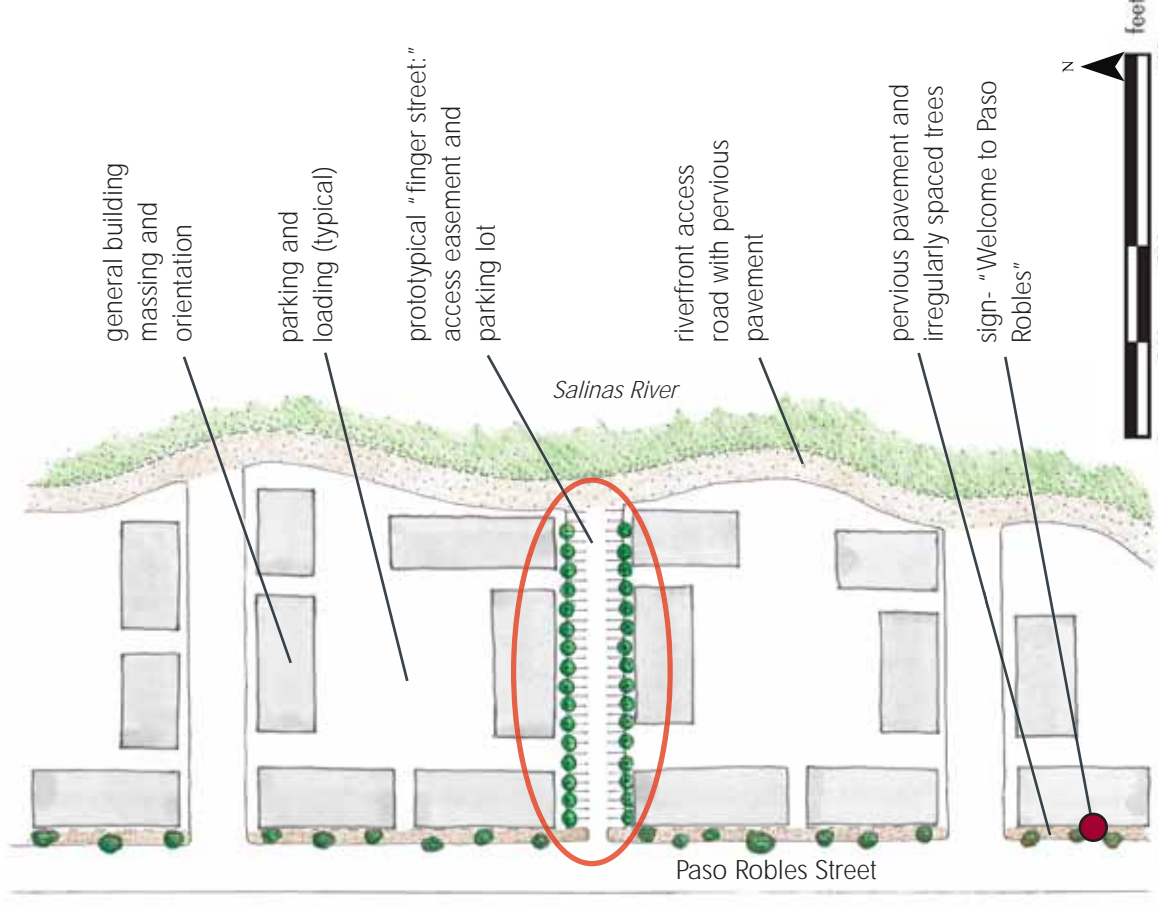 general building
massing and
orientation
parking and
loading (typical)
prototypical “finger street:”
access easement and
parking lot
Salinas River
riverfront access
road with pervious
pavement
pervious pavement and
irregularly spaced trees
sign- “Welcome to Paso
Robles”
Paso Robles Street
N
feet